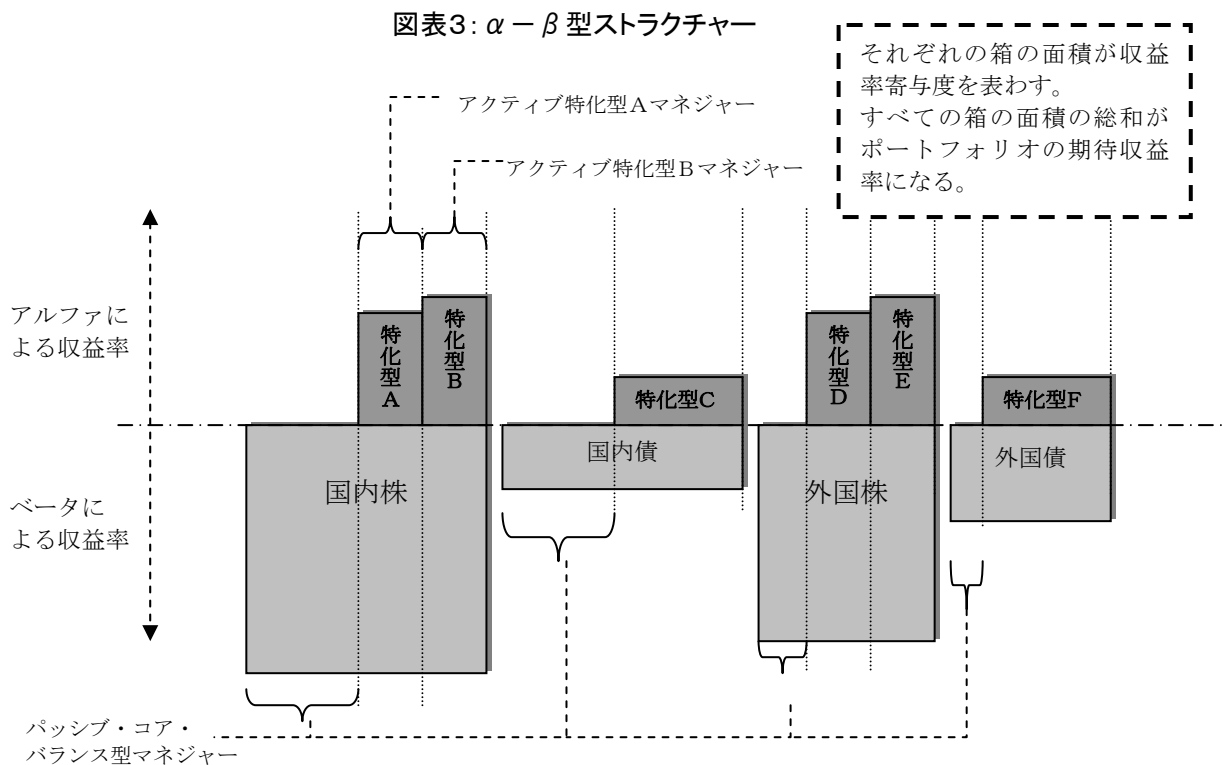 図表3：α－β型ストラクチャー
それぞれの箱の面積が収益
率寄与度を表わす。
すべての箱の面積の総和が
ポートフォリオの期待収益
率になる。
アクティブ特化型Aマネジャー
アクティブ特化型Bマネジャー
アルファに
よる収益率
特化型A
特化型B
特化型C
特化型D
特化型E
特化型F
国内株
国内債
外国株
外国債
ベータに
よる収益率
パッシブ・コア・
バランス型マネジャー